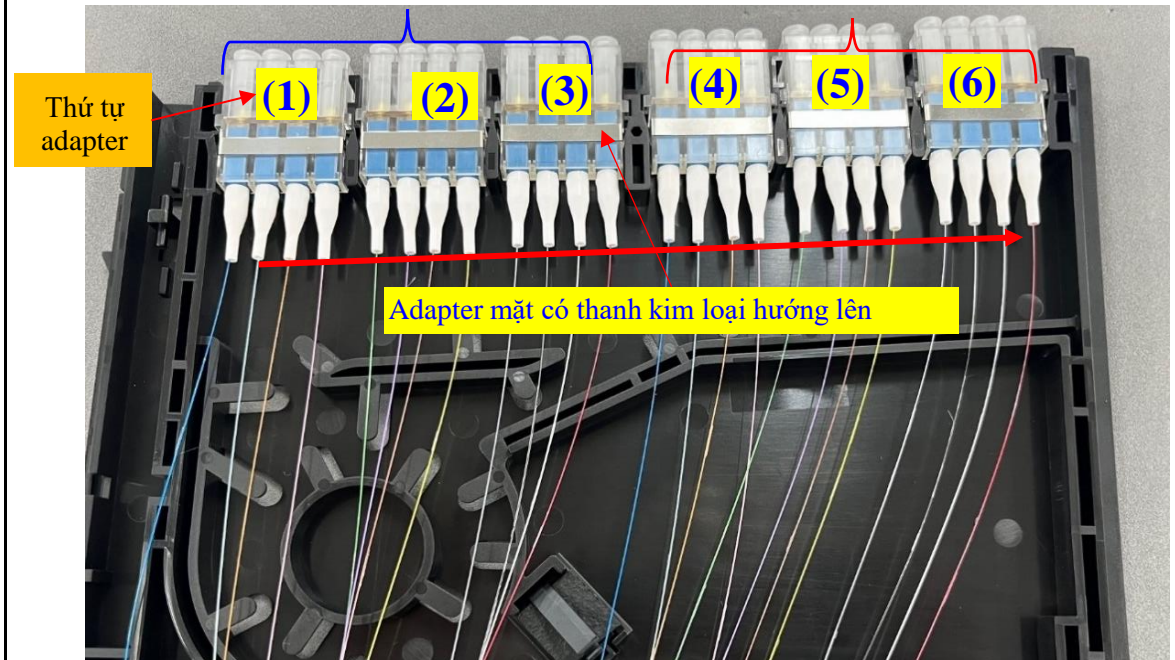 (1)
(2)
(3)
(4)
(5)
(6)
Thứ tự
adapter
Adapter mặt có thanh kim loại hướng lên